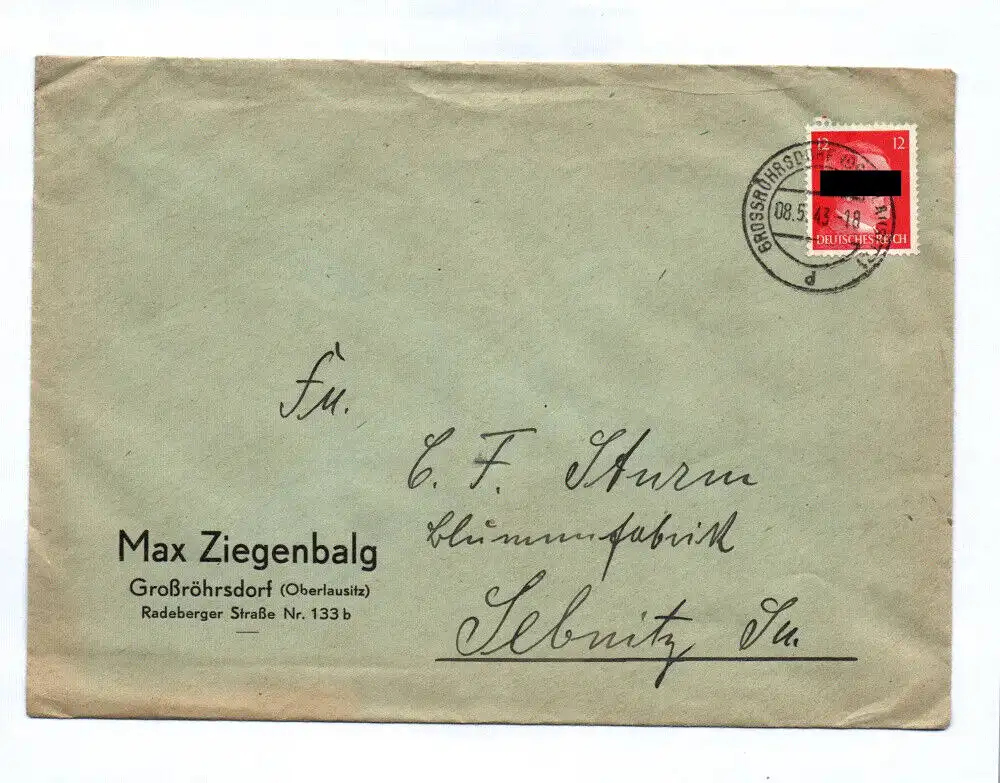 12 12
DEUTSCHES REICH
GROSSRÖHRSDORF
08.5.43-18
d
Fa.
C. F. Sturm
Blumenfabrik
Sebnitz Sa.
Max Ziegenbalg
Großröhrsdorf (Oberlausitz)
Radeberger Straße Nr. 133 b